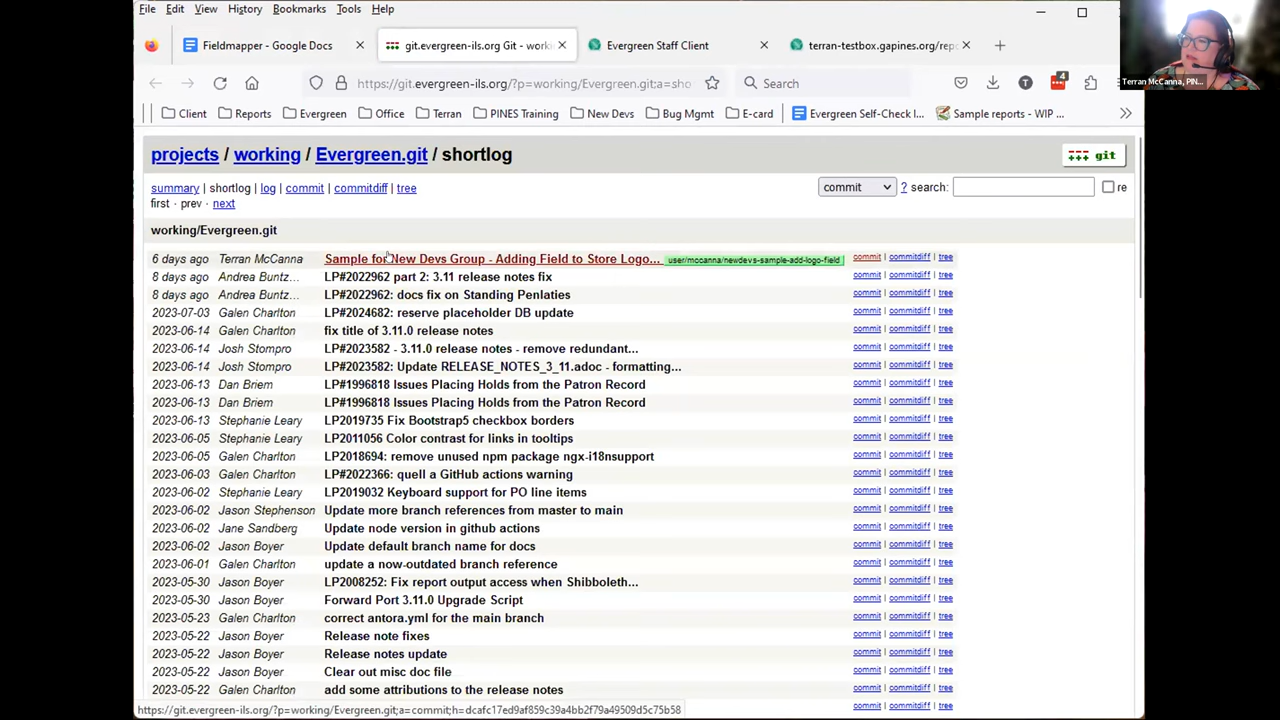 File Edit View History Bookmarks Tools Help
Fieldmapper - Google Docs
git.evergreen-ils.org Git - worki
Evergreen Staff Client
terran-testbox.gapines.org/repo
https://git.evergreen-ils.org/?p=working/Evergreen.git;a=sho
Search
T
4
Terran McCanna, PIN...
Client Reports Evergreen Office Terran PINES Training New Devs Bug Mgmt E-card Evergreen Self-Check I... Sample reports - WIP ...
projects / working / Evergreen.git / shortlog
git
summary | shortlog | log | commit | commitdiff | tree
commit ? search: re
first · prev · next
working/Evergreen.git
6 days ago Terran McCanna Sample for New Devs Group - Adding Field to Store Logo... user/mccanna/newdevs-sample-add-logo-field commit | commitdiff | tree
8 days ago Andrea Buntz... LP#2022962 part 2: 3.11 release notes fix commit | commitdiff | tree
8 days ago Andrea Buntz... LP#2022962: docs fix on Standing Penlaties commit | commitdiff | tree
2023-07-03 Galen Charlton LP#2024682: reserve placeholder DB update commit | commitdiff | tree
2023-06-14 Galen Charlton fix title of 3.11.0 release notes commit | commitdiff | tree
2023-06-14 Josh Stompro LP#2023582 - 3.11.0 release notes - remove redundant... commit | commitdiff | tree
2023-06-14 Josh Stompro LP#2023582: Update RELEASE_NOTES_3_11.adoc - formatting... commit | commitdiff | tree
2023-06-13 Dan Briem LP#1996818 Issues Placing Holds from the Patron Record commit | commitdiff | tree
2023-06-13 Dan Briem LP#1996818 Issues Placing Holds from the Patron Record commit | commitdiff | tree
2023-06-13 Stephanie Leary LP2019735 Fix Bootstrap5 checkbox borders commit | commitdiff | tree
2023-06-05 Stephanie Leary LP2011056 Color contrast for links in tooltips commit | commitdiff | tree
2023-06-05 Galen Charlton LP#2018694: remove unused npm package ngx-i18nsupport commit | commitdiff | tree
2023-06-03 Galen Charlton LP#2022366: quell a GitHub actions warning commit | commitdiff | tree
2023-06-02 Stephanie Leary LP2019032 Keyboard support for PO line items commit | commitdiff | tree
2023-06-02 Jason Stephenson Update more branch references from master to main commit | commitdiff | tree
2023-06-02 Jane Sandberg Update node version in github actions commit | commitdiff | tree
2023-06-02 Jason Boyer Update default branch name for docs commit | commitdiff | tree
2023-06-01 Galen Charlton update a now-outdated branch reference commit | commitdiff | tree
2023-05-30 Jason Boyer LP2008252: Fix report output access when Shibboleth... commit | commitdiff | tree
2023-05-30 Jason Boyer Forward Port 3.11.0 Upgrade Script commit | commitdiff | tree
2023-05-23 Galen Charlton correct antora.yml for the main branch commit | commitdiff | tree
2023-05-22 Jason Boyer Release note fixes commit | commitdiff | tree
2023-05-22 Jason Boyer Release notes update commit | commitdiff | tree
2023-05-22 Jason Boyer Clear out misc doc file commit | commitdiff | tree
2023-05-22 Galen Charlton add some attributions to the release notes commit | commitdiff | tree
commit | commitdiff | tree
https://git.evergreen-ils.org/?p=working/Evergreen.git;a=commit;h=dcafc17ed9af859c39a4bb2f79a49509d5c75b58